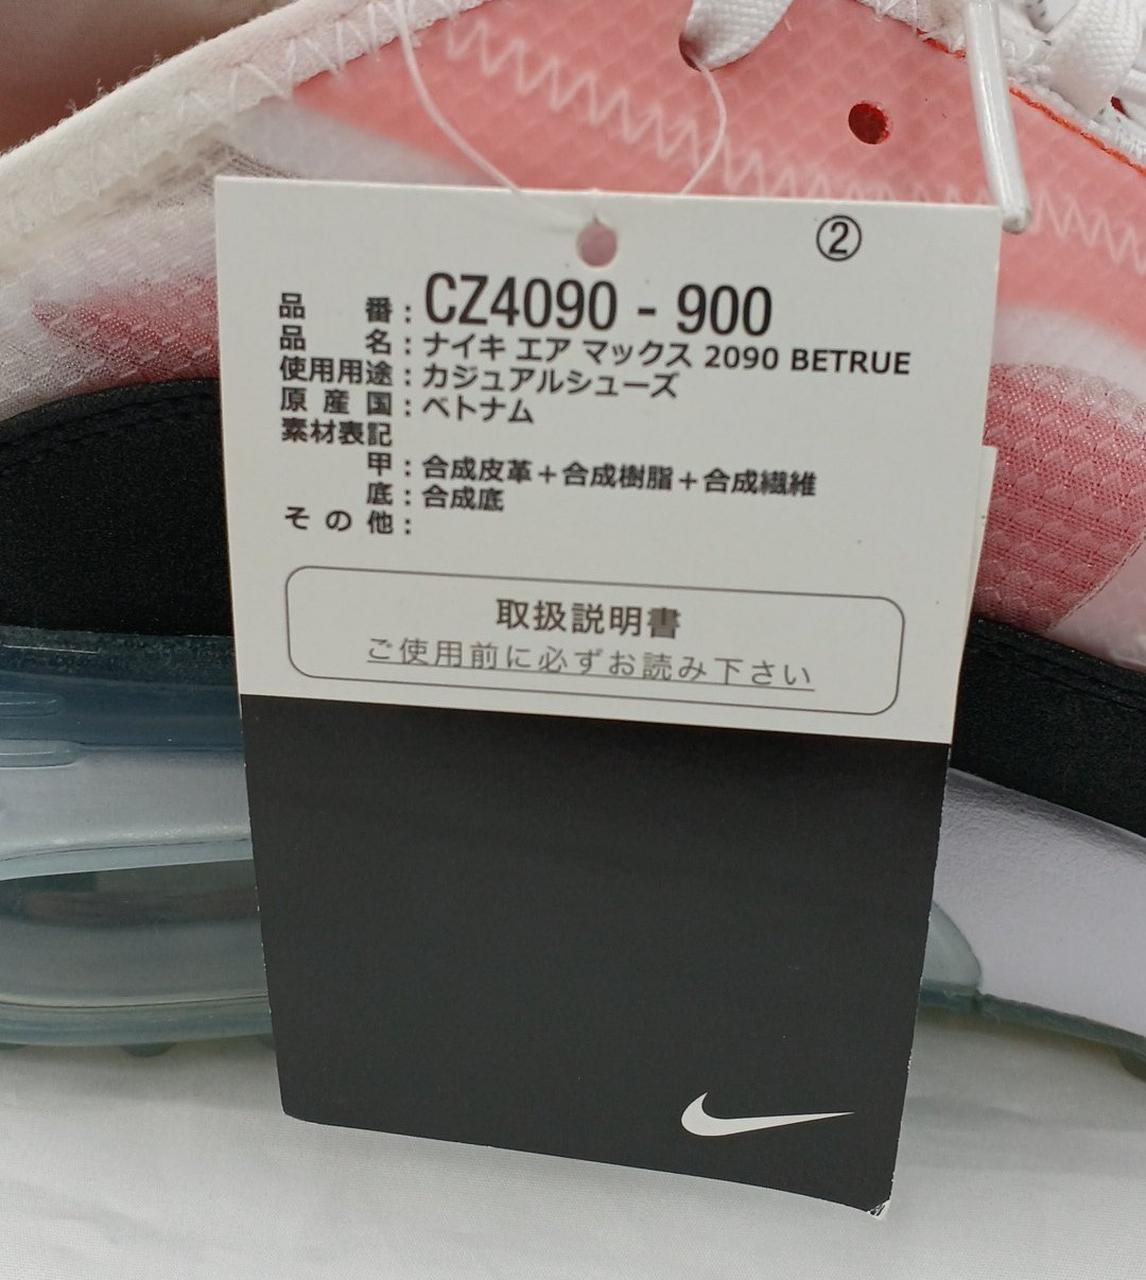 ②
品番：CZ4090 - 900
品名：ナイキ エア マックス 2090 BETRUE
使用用途：カジュアルシューズ
原産国：ベトナム
素材表記
甲：合成皮革＋合成樹脂＋合成繊維
底：合成底
その他：
取扱説明書
ご使用前に必ずお読み下さい